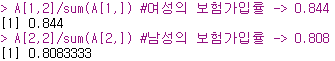 > A[1,2]/sum(A[1,]) #여성의 보험가입률 -> 0.844
[1] 0.844
> A[2,2]/sum(A[2,]) #남성의 보험가입률 -> 0.808
[1] 0.8083333